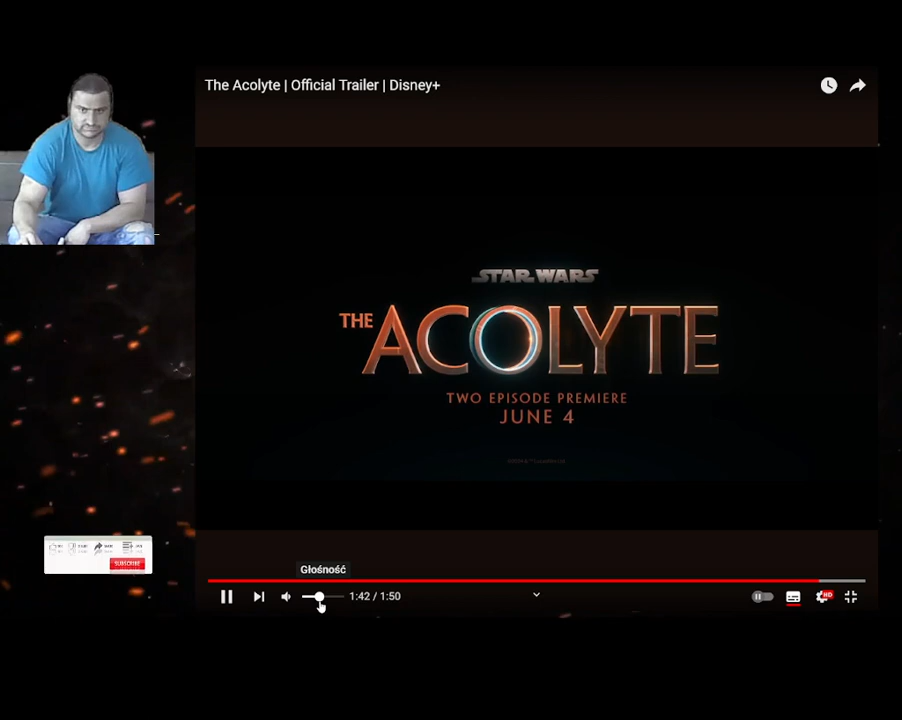 The Acolyte | Official Trailer | Disney+
STAR WARS
THE ACOLYTE
TWO EPISODE PREMIERE
JUNE 4
SUBSCRIBE
Głośność
1:42 / 1:50
HD